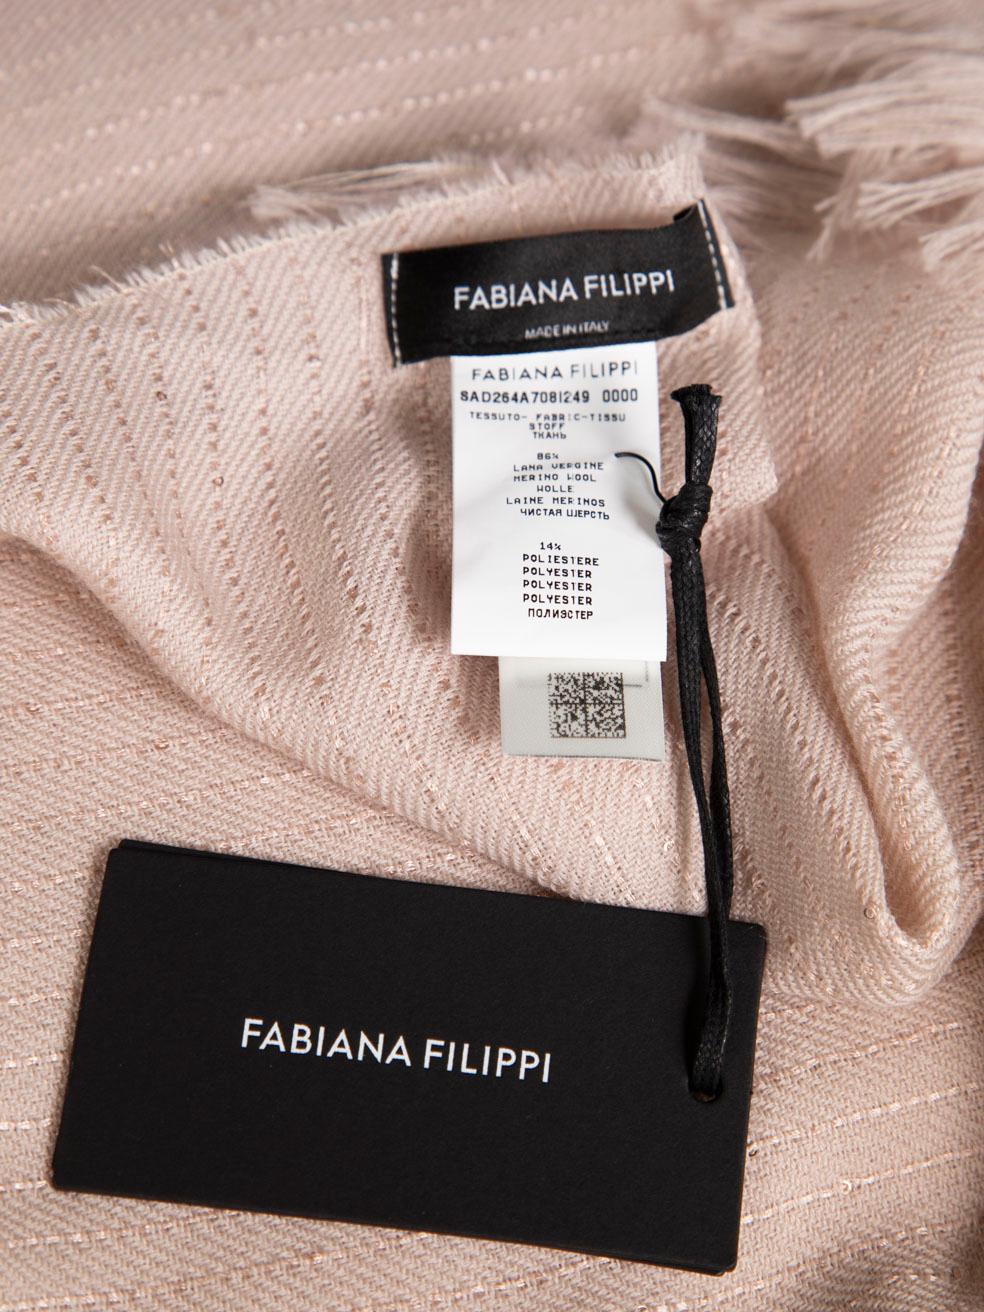 FABIANA FILIPPI
MADE IN ITALY
FABIANA FILIPPI
SAD264A708I249 0000
TESSUTO- FABRIC-TISSU
STOFF
ТКАНЬ
86%
LANA VERGINE
MERINO WOOL
WOLLE
LAINE MERINOS
ЧИСТАЯ ШЕРСТЬ
14%
POLIESTERE
POLYESTER
POLYESTER
POLYESTER
ПОЛИЭСТЕР
FABIANA FILIPPI